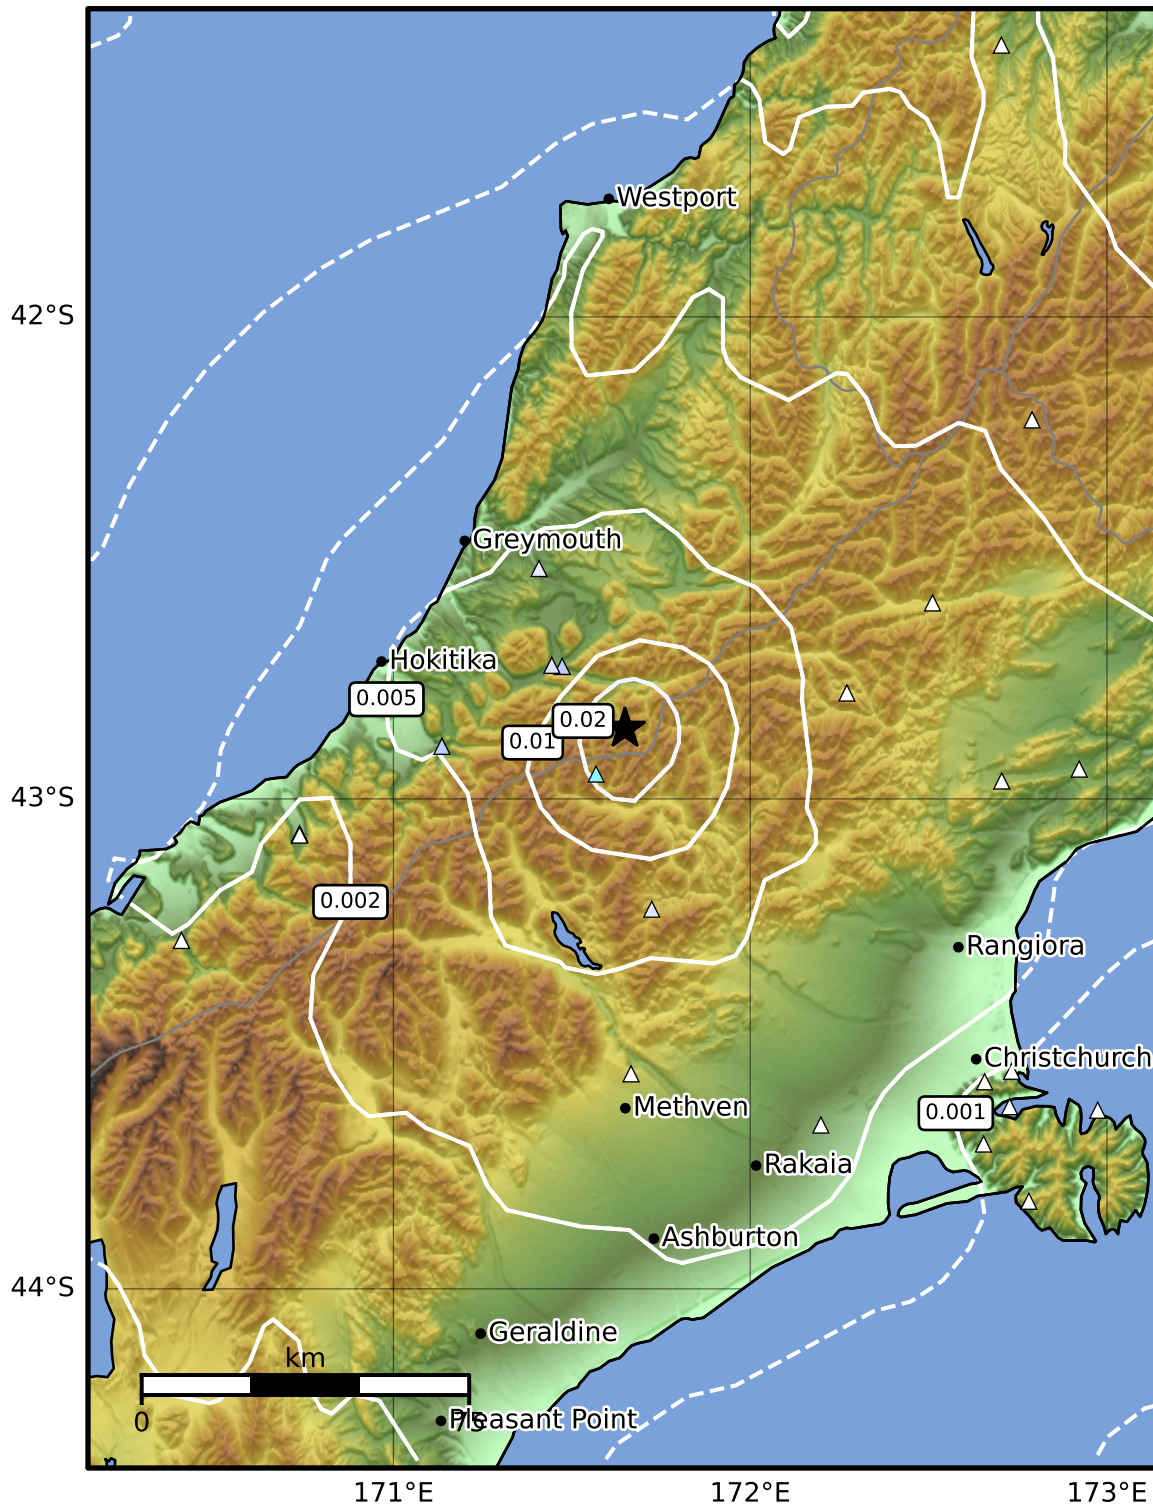 Westport
42°S
Greymouth
Hokitika
0.005
0.02
0.01
43°S
0.002
Rangiora
Christchurch
Methven
0.001
Rakaia
Ashburton
44°S
Geraldine
km
0
75
Pleasant Point
171°E
172°E
173°E